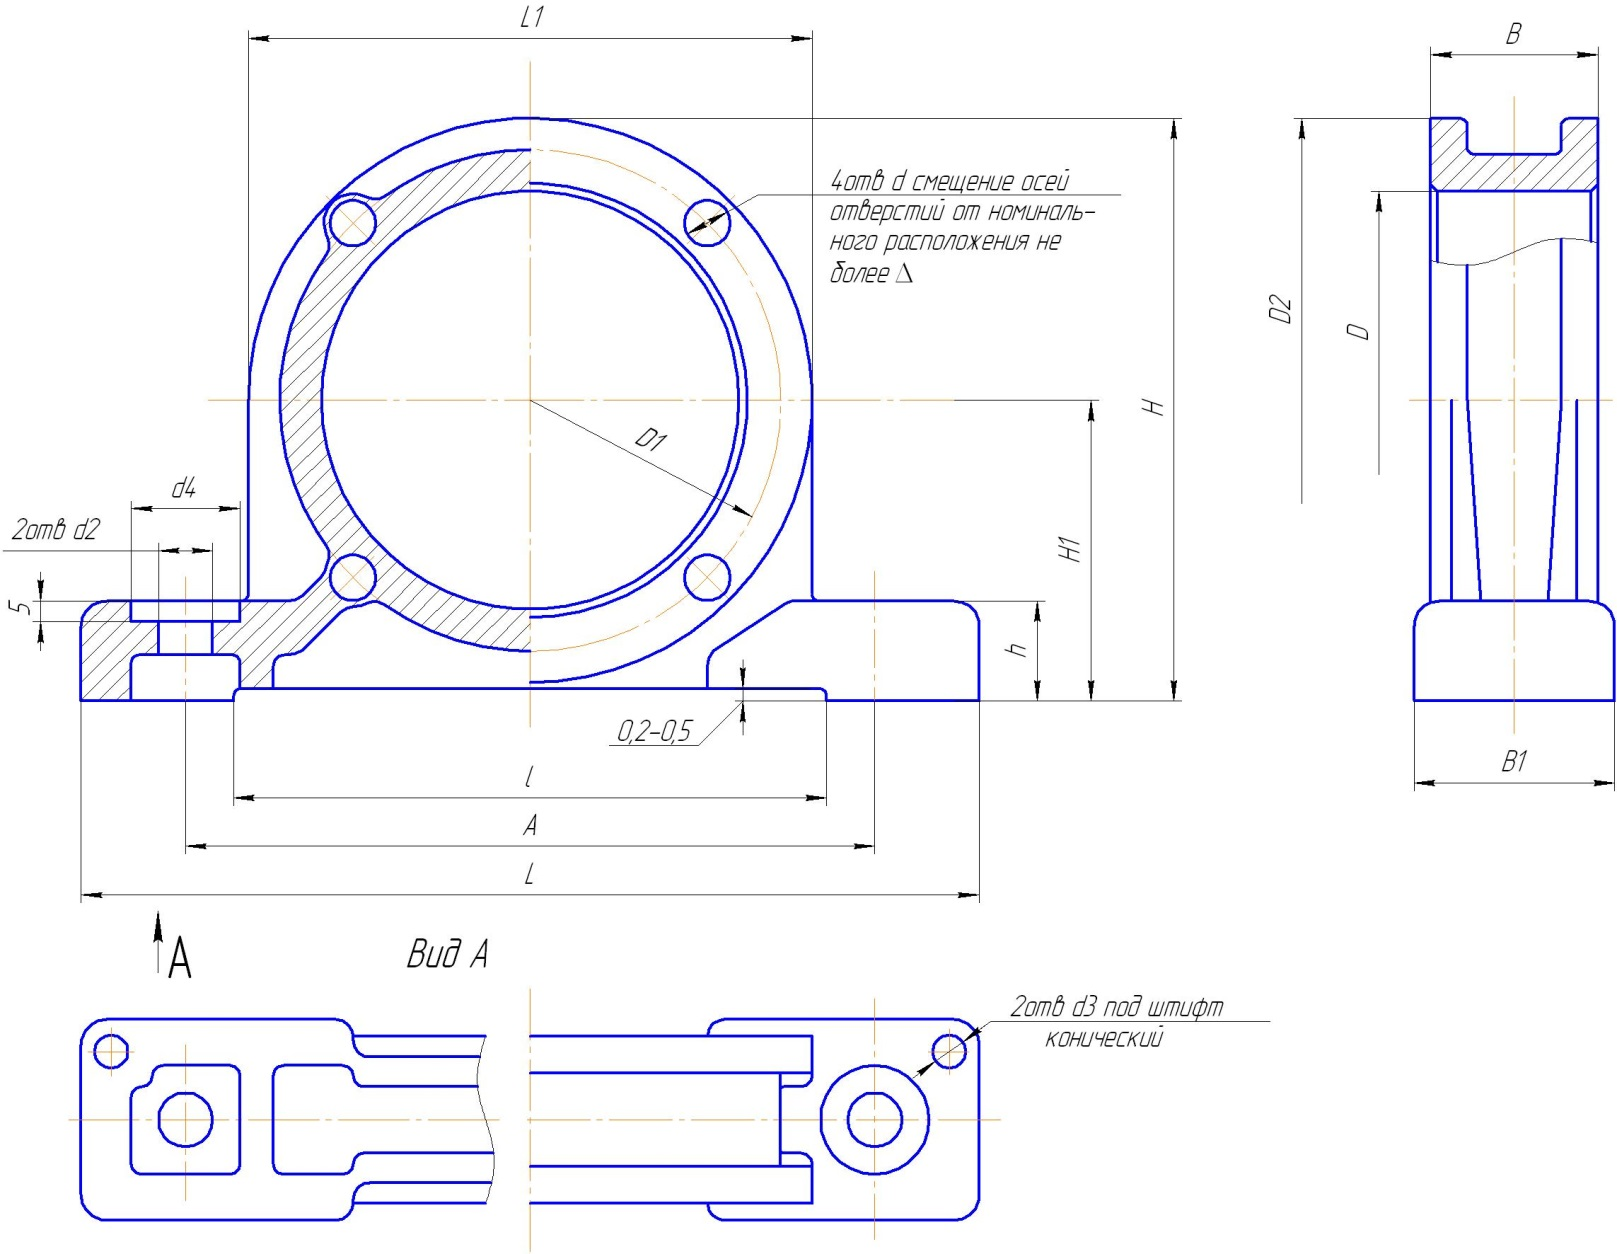 L1
B
4отв d смещение осей
отверстий от номиналь-
ного расположения не
более Δ
D2
D
H
D1
d4
2отв d2
H1
5
h
0,2-0,5
l
B1
A
L
A
Вид А
2отв d3 под штифт
конический